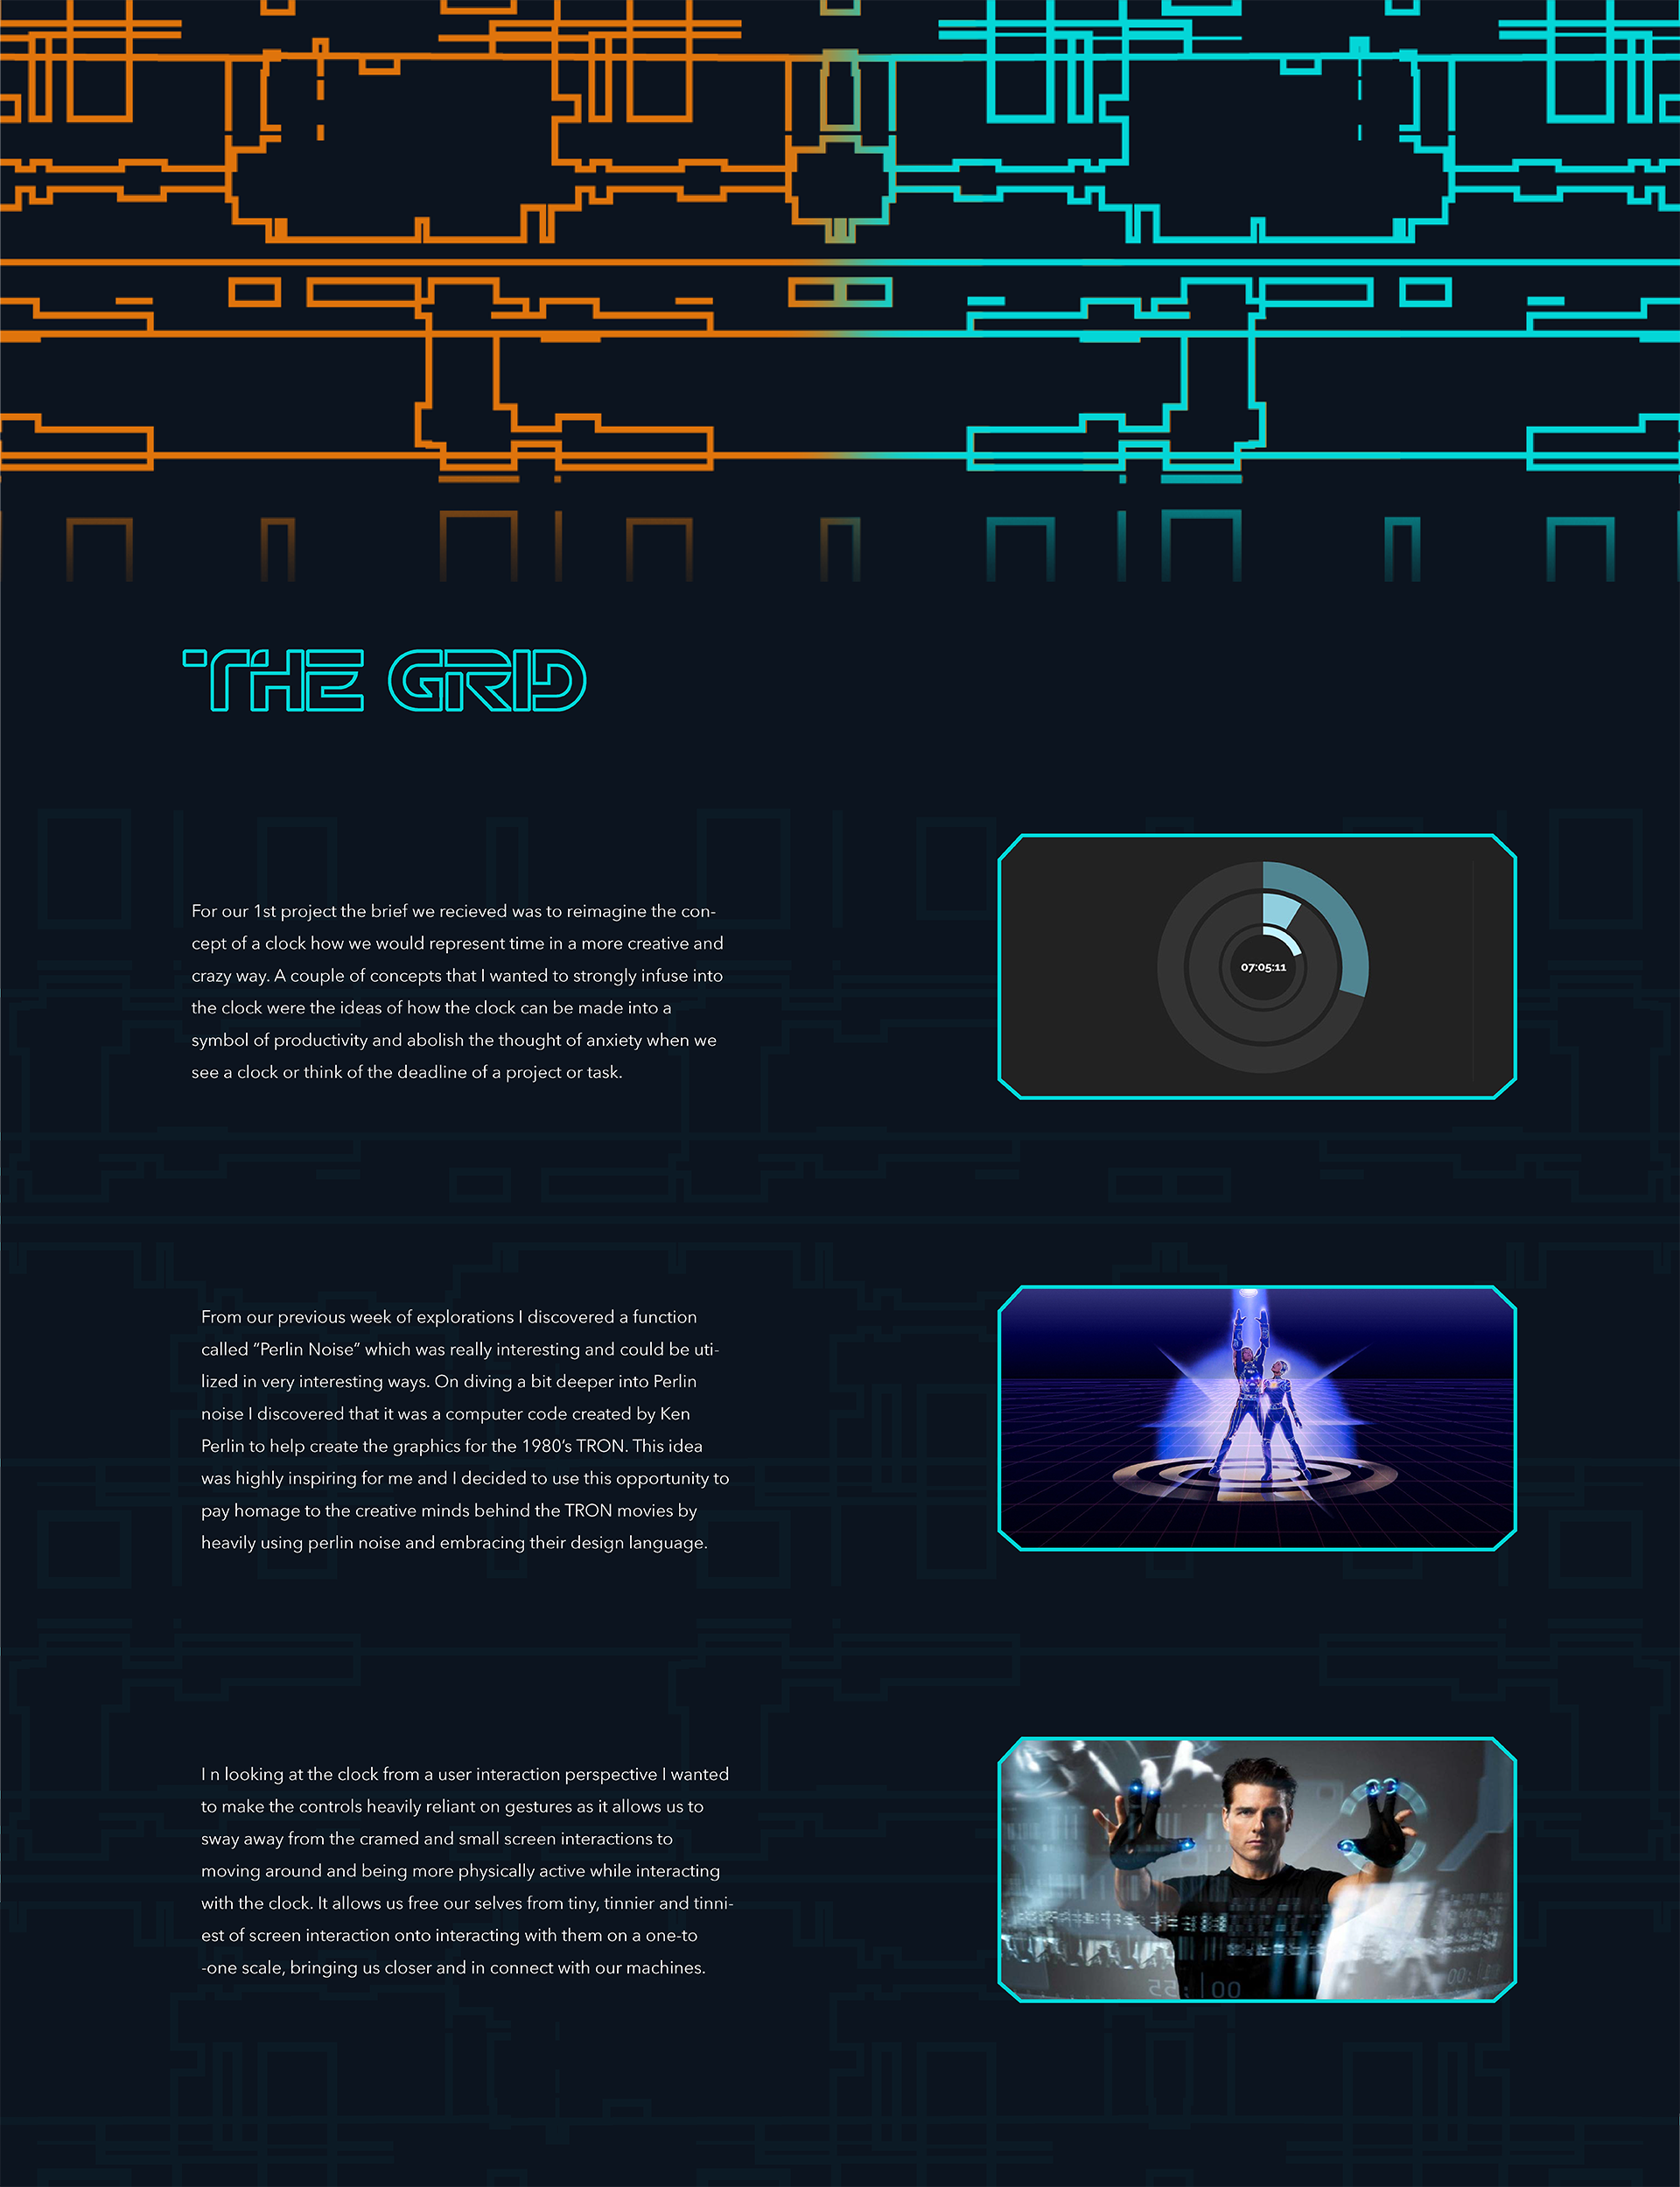 THE GRID
For our 1st project the brief we recieved was to reimagine the con-
cept of a clock how we would represent time in a more creative and
crazy way. A couple of concepts that I wanted to strongly infuse into
the clock were the ideas of how the clock can be made into a
symbol of productivity and abolish the thought of anxiety when we
see a clock or think of the deadline of a project or task.
07:05:11
From our previous week of explorations I discovered a function
called "Perlin Noise" which was really interesting and could be uti-
lized in very interesting ways. On diving a bit deeper into Perlin
noise I discovered that it was a computer code created by Ken
Perlin to help create the graphics for the 1980's TRON. This idea
was highly inspiring for me and I decided to use this opportunity to
pay homage to the creative minds behind the TRON movies by
heavily using perlin noise and embracing their design language.
I n looking at the clock from a user interaction perspective I wanted
to make the controls heavily reliant on gestures as it allows us to
sway away from the cramed and small screen interactions to
moving around and being more physically active while interacting
with the clock. It allows us free our selves from tiny, tinnier and tinni-
est of screen interaction onto interacting with them on a one-to
-one scale, bringing us closer and in connect with our machines.